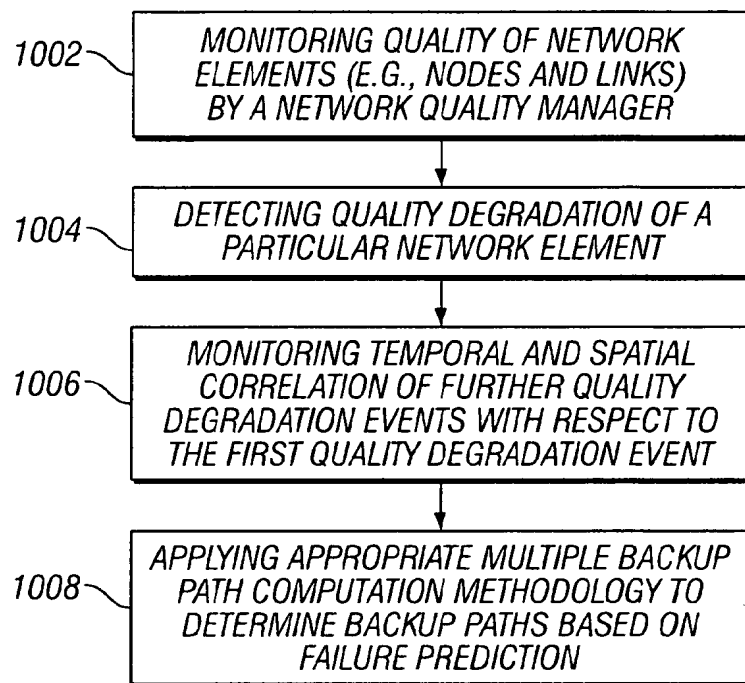 1002
MONITORING QUALITY OF NETWORK
ELEMENTS (E.G., NODES AND LINKS)
BY A NETWORK QUALITY MANAGER
1004
DETECTING QUALITY DEGRADATION OF A
PARTICULAR NETWORK ELEMENT
1006
MONITORING TEMPORAL AND SPATIAL
CORRELATION OF FURTHER QUALITY
DEGRADATION EVENTS WITH RESPECT TO
THE FIRST QUALITY DEGRADATION EVENT
1008
APPLYING APPROPRIATE MULTIPLE BACKUP
PATH COMPUTATION METHODOLOGY TO
DETERMINE BACKUP PATHS BASED ON
FAILURE PREDICTION